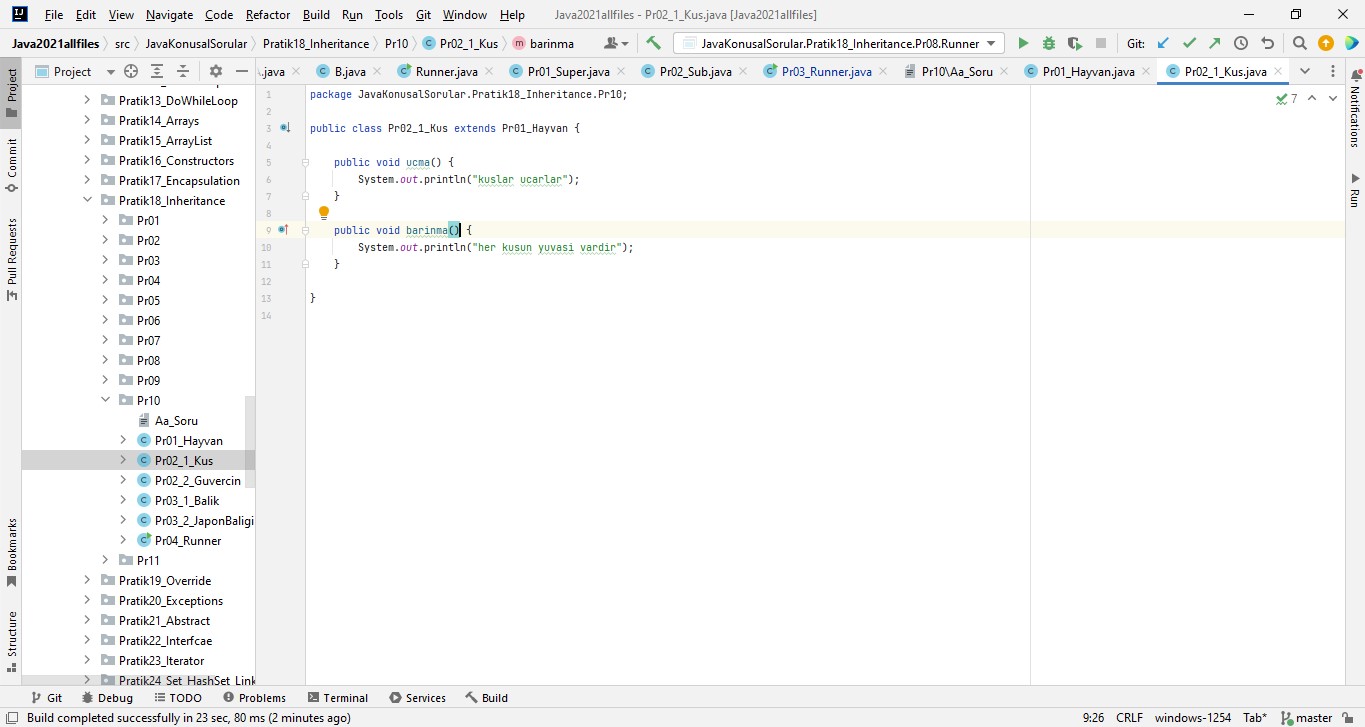 File Edit View Navigate Code Refactor Build Run Tools Git Window Help Java2021allfiles - Pr02_1_Kus.java [Java2021allfiles]
Java2021allfiles src JavaKonusalSorular Pratik18_Inheritance Pr10 Pr02_1_Kus barinma JavaKonusalSorular.Pratik18_Inheritance.Pr08.Runner Git:
Project .java B.java Runner.java Pr01_Super.java Pr02_Sub.java Pr03_Runner.java Pr10\Aa_Soru Pr01_Hayvan.java Pr02_1_Kus.java
Project
Commit
Pull Requests
Bookmarks
Structure
Pratik13_DoWhileLoop
Pratik14_Arrays
Pratik15_ArrayList
Pratik16_Constructors
Pratik17_Encapsulation
Pratik18_Inheritance
Pr01
Pr02
Pr03
Pr04
Pr05
Pr06
Pr07
Pr08
Pr09
Pr10
Aa_Soru
Pr01_Hayvan
Pr02_1_Kus
Pr02_2_Guvercin
Pr03_1_Balik
Pr03_2_JaponBaligi
Pr04_Runner
Pr11
Pratik19_Override
Pratik20_Exceptions
Pratik21_Abstract
Pratik22_Interfcae
Pratik23_Iterator
Pratik24_Set_HashSet_Link
1 package JavaKonusalSorular.Pratik18_Inheritance.Pr10;
2
3 public class Pr02_1_Kus extends Pr01_Hayvan {
4
5 public void ucma() {
6 System.out.println("kuslar ucarlar");
7 }
8
9 public void barinma() {
10 System.out.println("her kusun yuvasi vardir");
11 }
12
13 }
14
7
Notifications
Run
Git Debug TODO Problems Terminal Services Build
Build completed successfully in 23 sec, 80 ms (2 minutes ago) 9:26 CRLF windows-1254 Tab* master